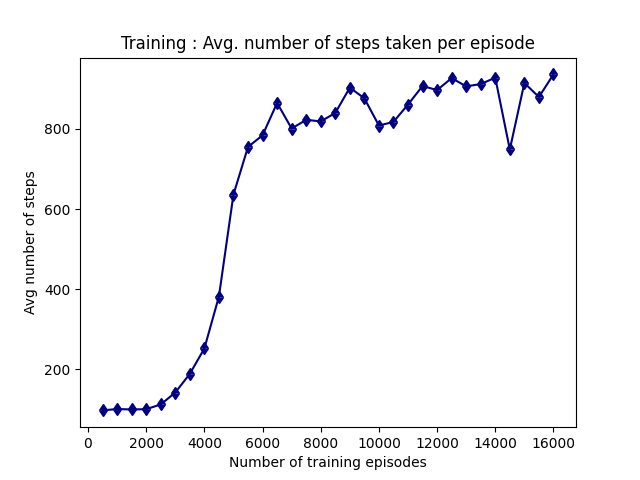 Training : Avg. number of steps taken per episode
800
600
400
200
Avg number of steps
0 2000 4000 6000 8000 10000 12000 14000 16000
Number of training episodes